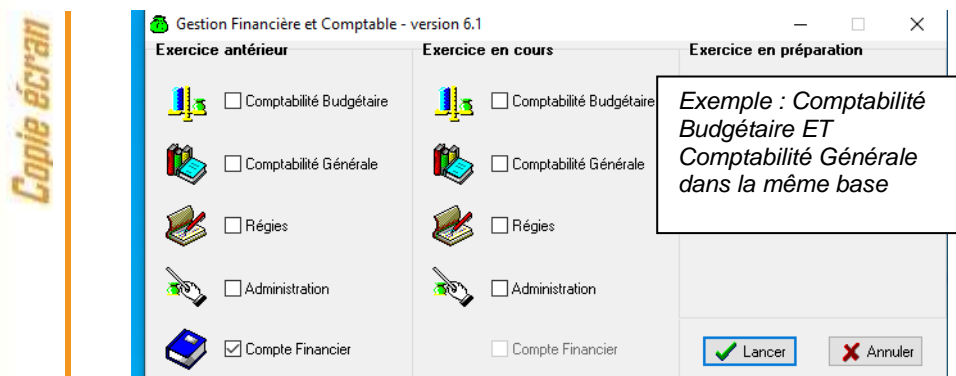 Copie écran
Gestion Financière et Comptable - version 6.1
Exercice antérieur
Exercice en cours
Exercice en préparation
Comptabilité Budgétaire
Comptabilité Budgétaire
Exemple : Comptabilité
Budgétaire ET
Comptabilité Générale
dans la même base
Comptabilité Générale
Comptabilité Générale
Régies
Régies
Administration
Administration
Compte Financier
Compte Financier
Lancer
Annuler